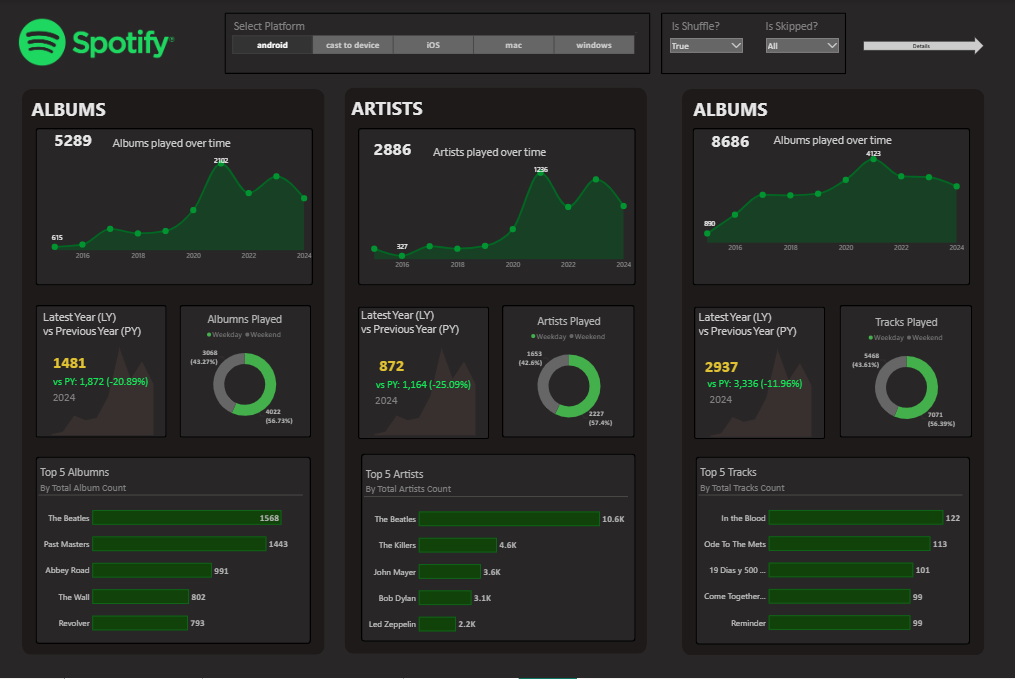 Spotify®
Select Platform
android
cast to device
iOS
mac
windows
Is Shuffle?
True
Is Skipped?
All
Details
ALBUMS
5289
Albums played over time
2102
615
2016
2018
2020
2022
2024
Latest Year (LY)
vs Previous Year (PY)
1481
vs PY: 1,872 (-20.89%)
2024
Albumns Played
Weekday
Weekend
3068
(43.27%)
4022
(56.73%)
Top 5 Albumns
By Total Album Count
The Beatles
1568
Past Masters
1443
Abbey Road
991
The Wall
802
Revolver
793
ARTISTS
2886
Artists played over time
1236
327
2016
2018
2020
2022
2024
Latest Year (LY)
vs Previous Year (PY)
872
vs PY: 1,164 (-25.09%)
2024
Artists Played
Weekday
Weekend
1653
(42.6%)
2227
(57.4%)
Top 5 Artists
By Total Artists Count
The Beatles
10.6K
The Killers
4.6K
John Mayer
3.6K
Bob Dylan
3.1K
Led Zeppelin
2.2K
ALBUMS
8686
Albums played over time
4123
890
2016
2018
2020
2022
2024
Latest Year (LY)
vs Previous Year (PY)
2937
vs PY: 3,336 (-11.96%)
2024
Tracks Played
Weekday
Weekend
5468
(43.61%)
7071
(56.39%)
Top 5 Tracks
By Total Tracks Count
In the Blood
122
Ode To The Mets
113
19 Dias y 500 ...
101
Come Together...
99
Reminder
99